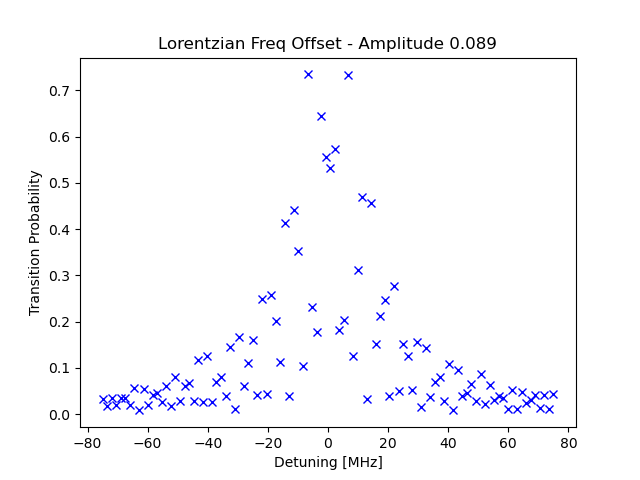 Lorentzian Freq Offset - Amplitude 0.089
0.7
0.6
0.5
0.4
0.3
0.2
0.1
0.0
Transition Probability
−80 −60 −40 −20 0 20 40 60 80
Detuning [MHz]